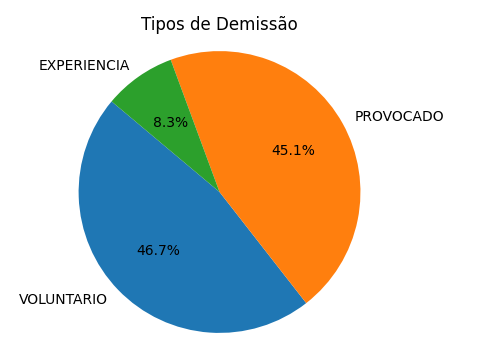 Tipos de Demissão
EXPERIENCIA
8.3%
PROVOCADO
45.1%
46.7%
VOLUNTARIO